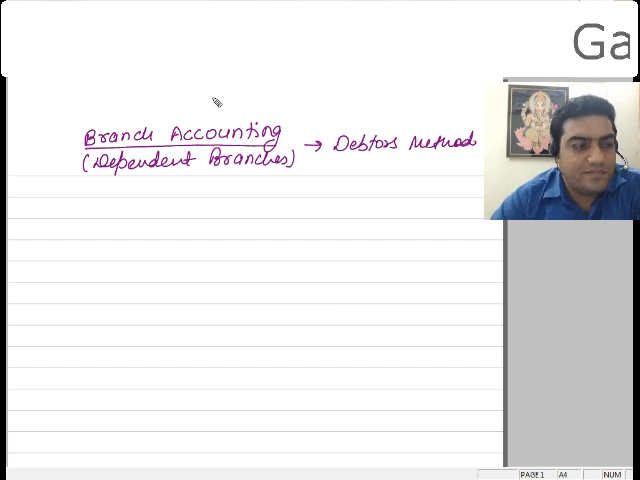 Ga
Branch Accounting
(Dependent Branches) → Debtors Method
PAGE 1 A4 NUM